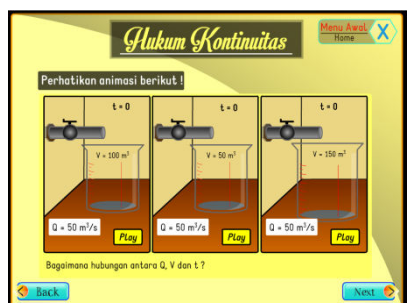 Hukum Kontinuitas
Menu Awal
Home
X
Perhatikan animasi berikut !
t = 0
V = 100 m³
Q = 50 m³/s
Play
t = 0
V = 50 m³
Q = 50 m³/s
Play
t = 0
V = 150 m³
Q = 50 m³/s
Play
Bagaimana hubungan antara Q, V dan t ?
Back
Next